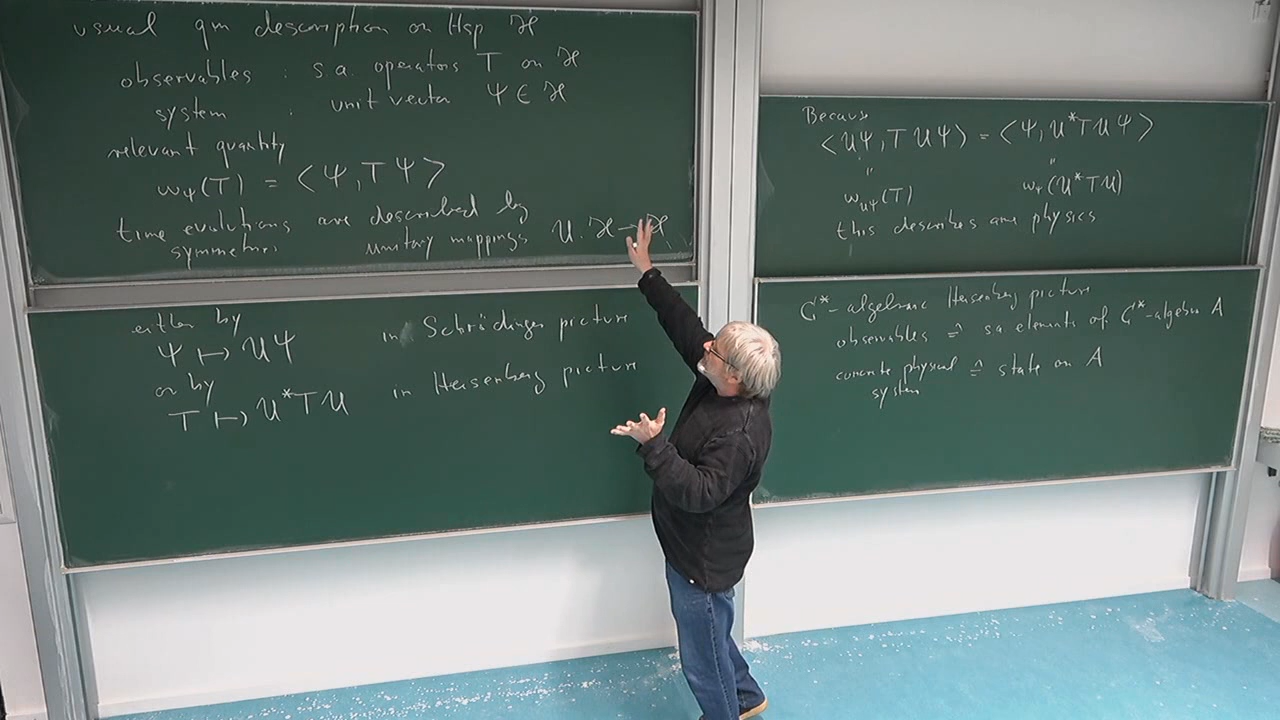 usual qm description on Hsp ℋ
observables : s.a. operators T on ℋ
system : unit vector Ψ ∈ ℋ
relevant quantity
ω_Ψ(T) = ⟨Ψ, TΨ⟩
time evolutions are described by
symmetries unitary mappings U: ℋ → ℋ
either by
Ψ ↦ UΨ in Schrödinger picture
or by
T ↦ U*TU in Heisenberg picture
Because
⟨UΨ, TUΨ⟩ = ⟨Ψ, U*TUΨ⟩
" "
ω_UΨ(T) ω_Ψ(U*TU)
this describes are physics
C*-algebraic Heisenberg picture
observables ≙ sa elements of C*-algebra A
concrete physical ≙ state on A
system